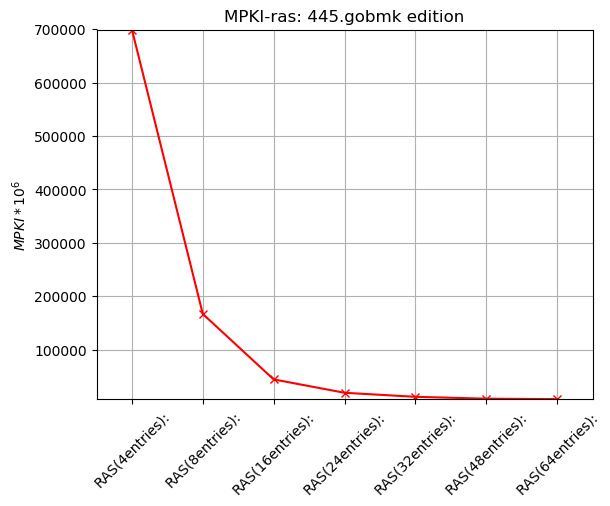 MPKI-ras: 445.gobmk edition
700000
600000
500000
400000
300000
200000
100000
MPKI * 10^6
RAS(4entries):
RAS(8entries):
RAS(16entries):
RAS(24entries):
RAS(32entries):
RAS(48entries):
RAS(64entries):